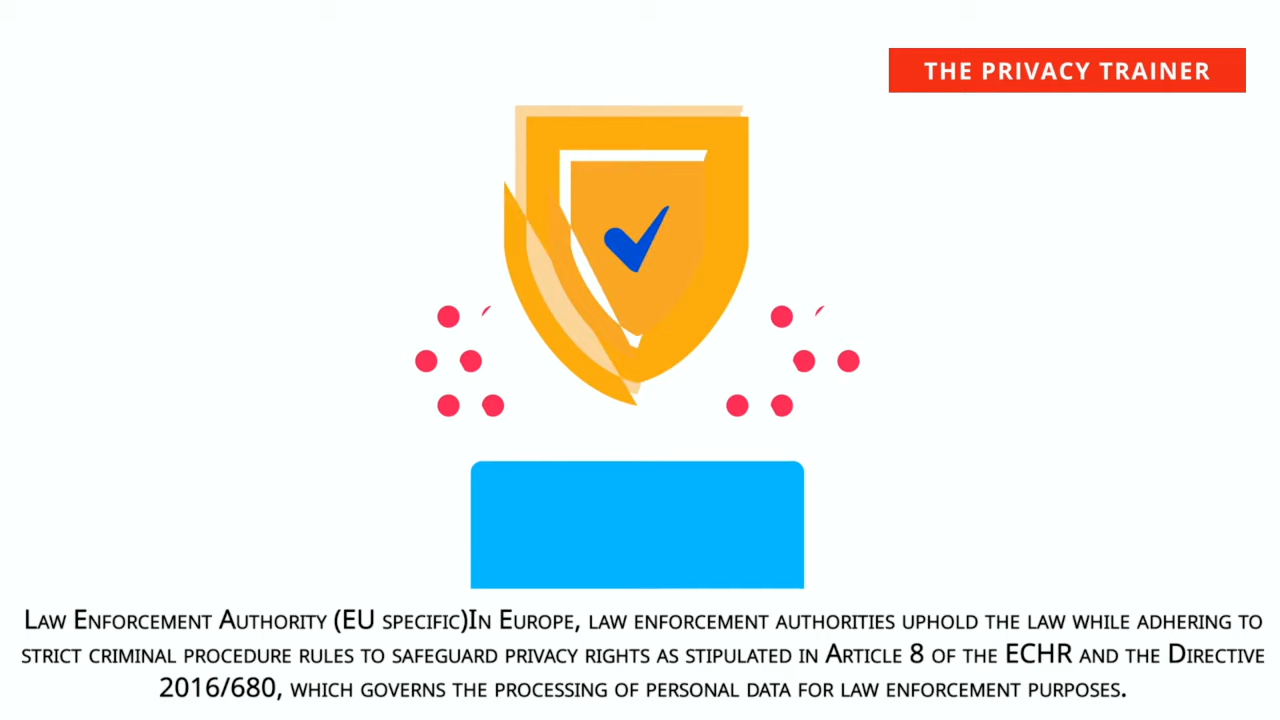 THE PRIVACY TRAINER
Law Enforcement Authority (EU specific)In Europe, law enforcement authorities uphold the law while adhering to
strict criminal procedure rules to safeguard privacy rights as stipulated in Article 8 of the ECHR and the Directive
2016/680, which governs the processing of personal data for law enforcement purposes.